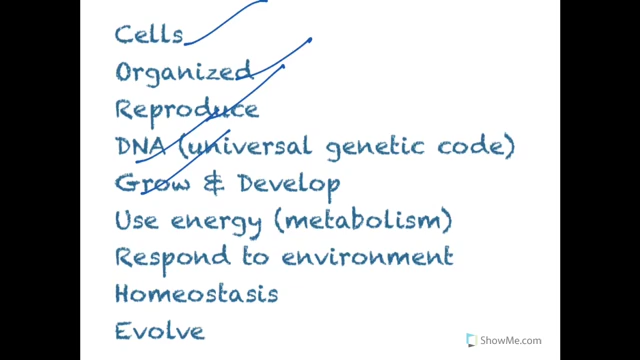 Cells
Organized
Reproduce
DNA (universal genetic code)
Grow & Develop
Use energy (metabolism)
Respond to environment
Homeostasis
Evolve
ShowMe.com